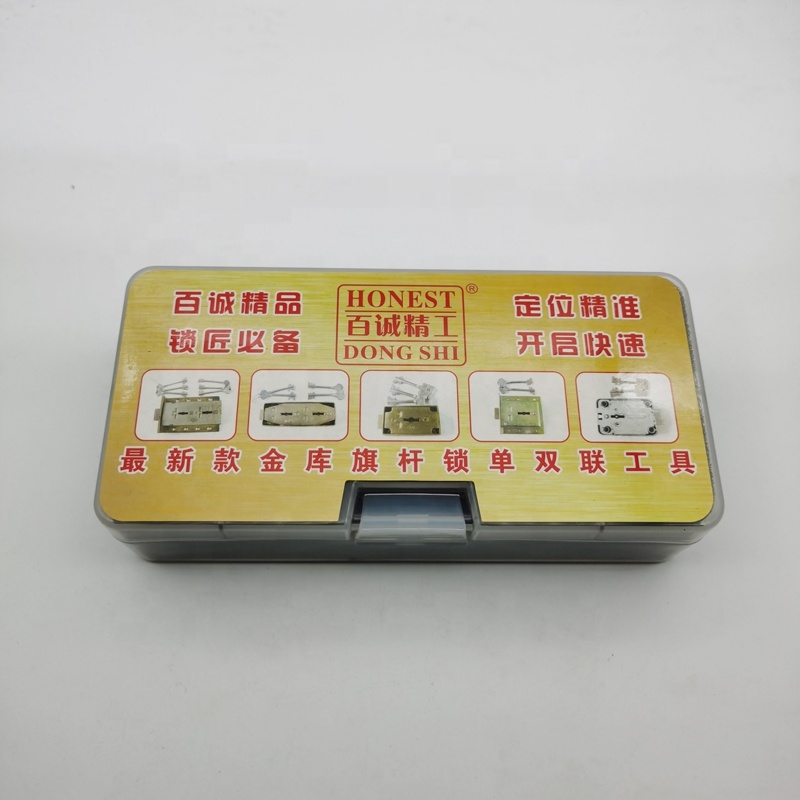 百诚精品
锁匠必备
HONEST®
百诚精工
DONG SHI
定位精准
开启快速
最新款金库旗杆锁单双联工具